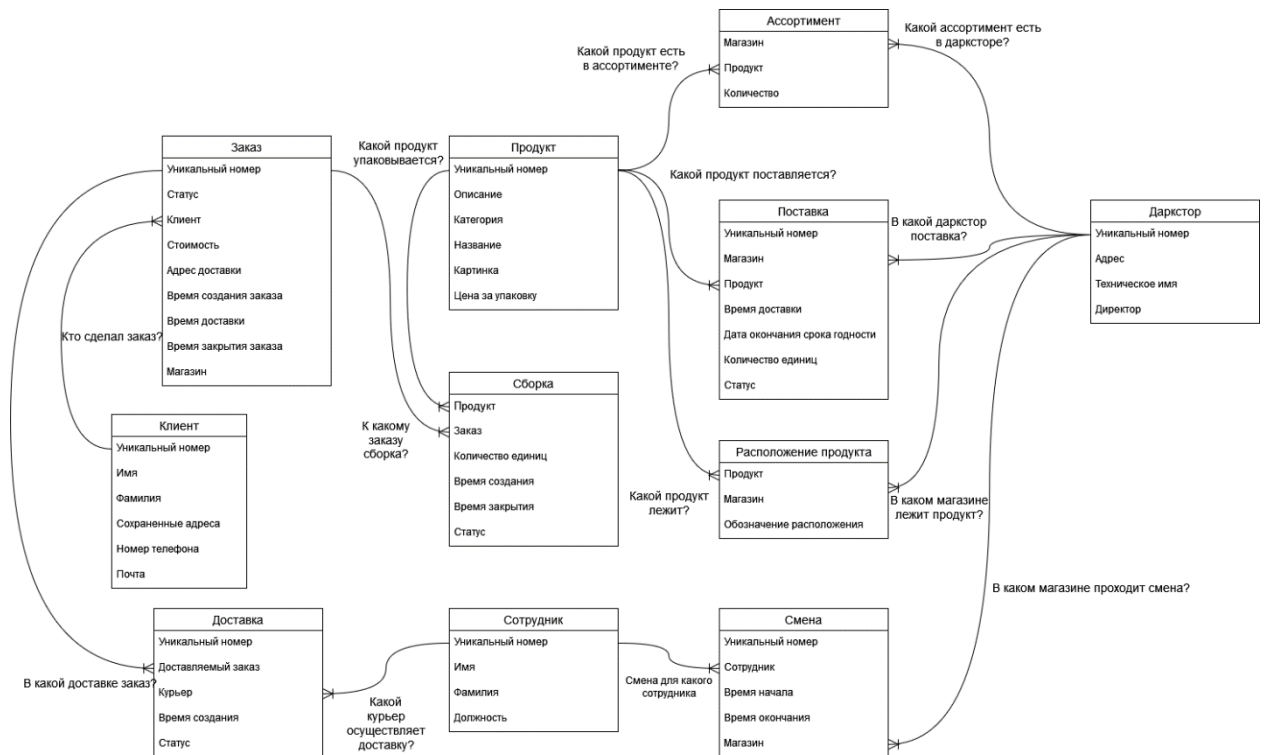 Ассортимент
Магазин
Продукт
Количество
Какой ассортимент есть
в дарксторе?
Какой продукт есть
в ассортименте?
Заказ
Уникальный номер
Статус
Клиент
Стоимость
Адрес доставки
Время создания заказа
Время доставки
Время закрытия заказа
Магазин
Какой продукт
упаковывается?
Продукт
Уникальный номер
Описание
Категория
Название
Картинка
Цена за упаковку
Какой продукт поставляется?
Поставка
Уникальный номер
Магазин
Продукт
Время доставки
Дата окончания срока годности
Количество единиц
Статус
В какой даркстор
поставка?
Даркстор
Уникальный номер
Адрес
Техническое имя
Директор
Кто сделал заказ?
Клиент
Уникальный номер
Имя
Фамилия
Сохраненные адреса
Номер телефона
Почта
К какому
заказу
сборка?
Сборка
Продукт
Заказ
Количество единиц
Время создания
Время закрытия
Статус
Какой продукт
лежит?
Расположение продукта
Продукт
Магазин
Обозначение расположения
В каком магазине
лежит продукт?
В каком магазине проходит смена?
Доставка
Уникальный номер
Доставляемый заказ
Курьер
Время создания
Статус
В какой доставке заказ?
Какой
курьер
осуществляет
доставку?
Сотрудник
Уникальный номер
Имя
Фамилия
Должность
Смена для какого
сотрудника
Смена
Уникальный номер
Сотрудник
Время начала
Время окончания
Магазин